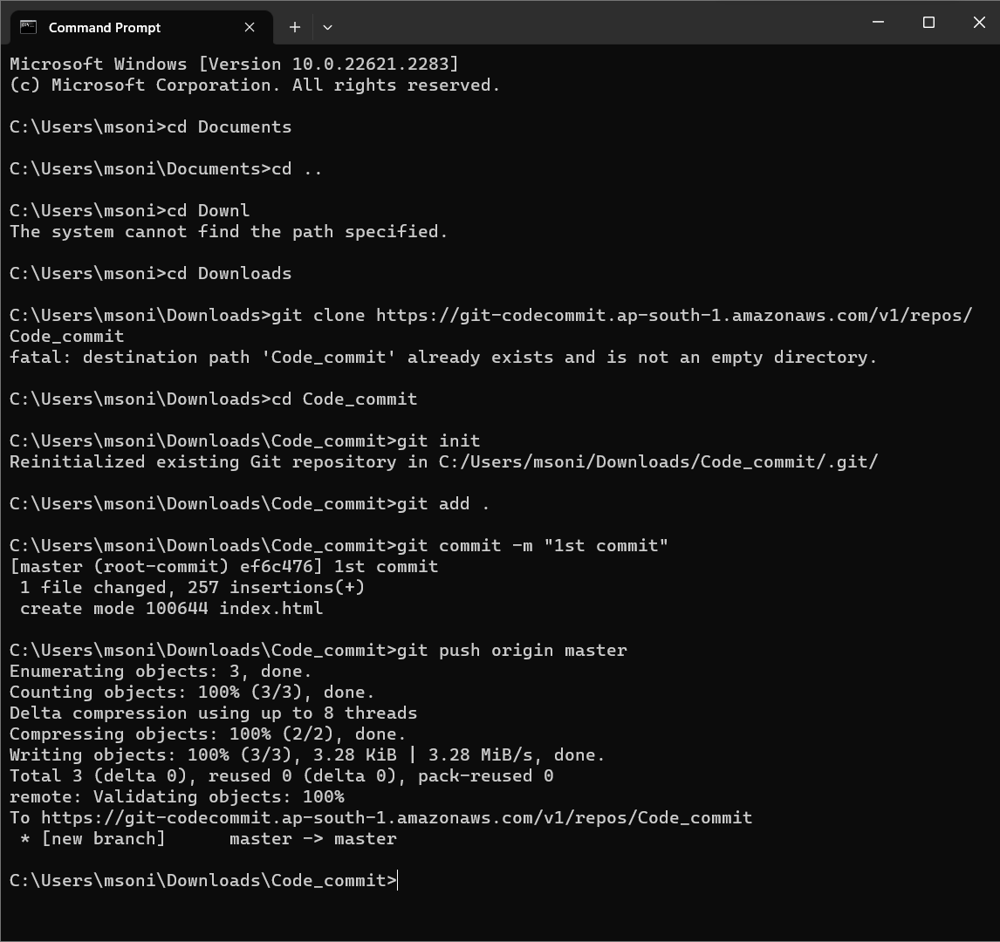 Command Prompt
Microsoft Windows [Version 10.0.22621.2283]
(c) Microsoft Corporation. All rights reserved.
C:\Users\msoni>cd Documents
C:\Users\msoni\Documents>cd ..
C:\Users\msoni>cd Downl
The system cannot find the path specified.
C:\Users\msoni>cd Downloads
C:\Users\msoni\Downloads>git clone https://git-codecommit.ap-south-1.amazonaws.com/v1/repos/
Code_commit
fatal: destination path 'Code_commit' already exists and is not an empty directory.
C:\Users\msoni\Downloads>cd Code_commit
C:\Users\msoni\Downloads\Code_commit>git init
Reinitialized existing Git repository in C:/Users/msoni/Downloads/Code_commit/.git/
C:\Users\msoni\Downloads\Code_commit>git add .
C:\Users\msoni\Downloads\Code_commit>git commit -m "1st commit"
[master (root-commit) ef6c476] 1st commit
 1 file changed, 257 insertions(+)
 create mode 100644 index.html
C:\Users\msoni\Downloads\Code_commit>git push origin master
Enumerating objects: 3, done.
Counting objects: 100% (3/3), done.
Delta compression using up to 8 threads
Compressing objects: 100% (2/2), done.
Writing objects: 100% (3/3), 3.28 KiB | 3.28 MiB/s, done.
Total 3 (delta 0), reused 0 (delta 0), pack-reused 0
remote: Validating objects: 100%
To https://git-codecommit.ap-south-1.amazonaws.com/v1/repos/Code_commit
 * [new branch]      master -> master
C:\Users\msoni\Downloads\Code_commit>